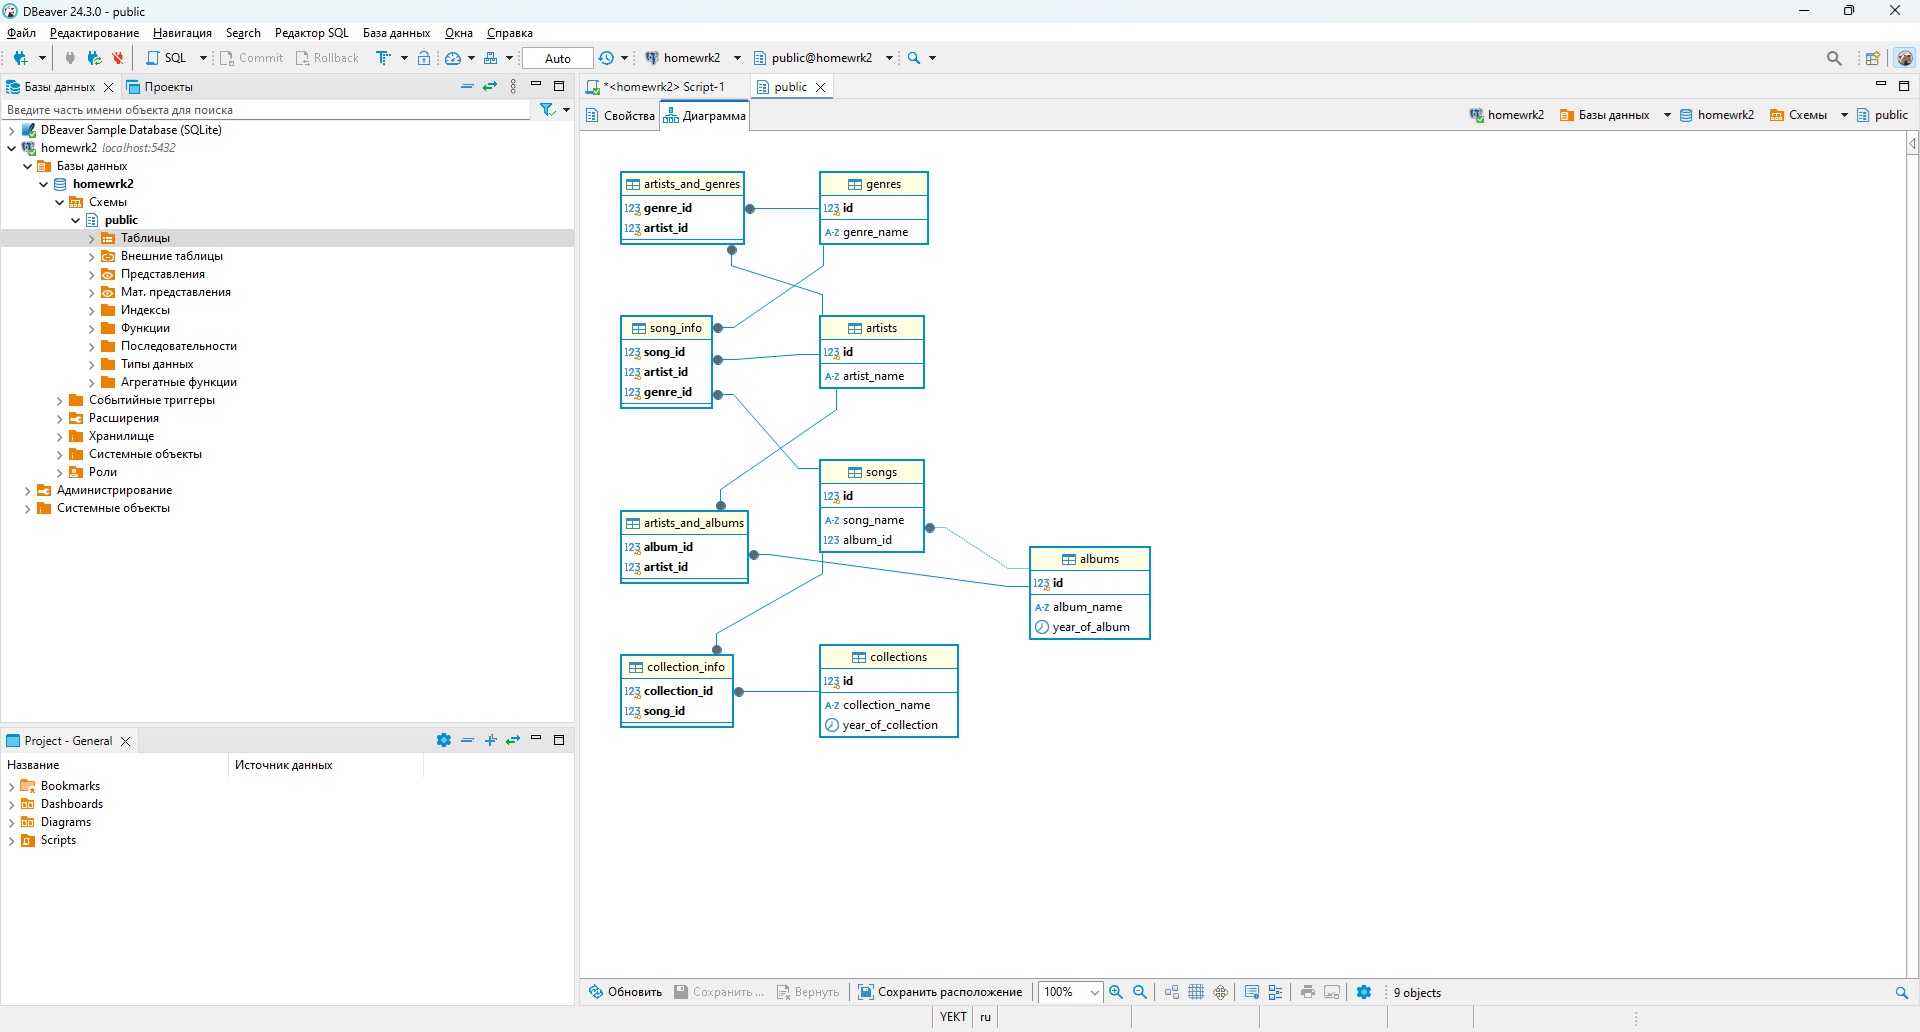 DBeaver 24.3.0 - public
Файл Редактирование Навигация Search Редактор SQL База данных Окна Справка
SQL Commit Rollback Auto homewrk2 public@homewrk2
Базы данных Проекты
Введите часть имени объекта для поиска
DBeaver Sample Database (SQLite)
homewrk2 localhost:5432
Базы данных
homewrk2
Схемы
public
Таблицы
Внешние таблицы
Представления
Мат. представления
Индексы
Функции
Последовательности
Типы данных
Агрегатные функции
Событийные триггеры
Расширения
Хранилище
Системные объекты
Роли
Администрирование
Системные объекты
Project - General
Название Источник данных
Bookmarks
Dashboards
Diagrams
Scripts
*<homewrk2> Script-1 public
Свойства Диаграмма homewrk2 Базы данных homewrk2 Схемы public
artists_and_genres
123 genre_id
123 artist_id
genres
123 id
A-Z genre_name
song_info
123 song_id
123 artist_id
123 genre_id
artists
123 id
A-Z artist_name
songs
123 id
A-Z song_name
123 album_id
artists_and_albums
123 album_id
123 artist_id
albums
123 id
A-Z album_name
year_of_album
collection_info
123 collection_id
123 song_id
collections
123 id
A-Z collection_name
year_of_collection
Обновить Сохранить ... Вернуть Сохранить расположение 100% 9 objects
YEKT ru